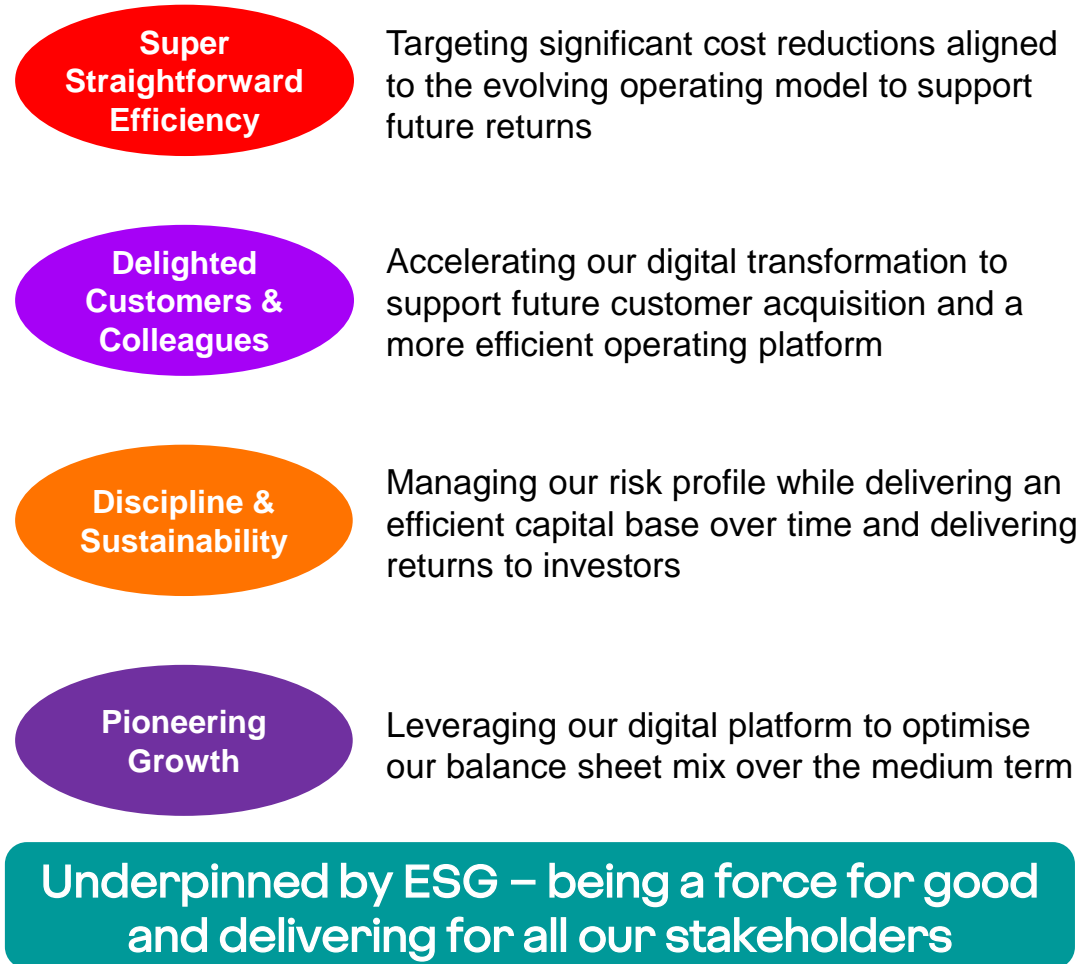 Super
Straightforward
Efficiency
Targeting significant cost reductions aligned
to the evolving operating model to support
future returns
Delighted
Customers &
Colleagues
Accelerating our digital transformation to
support future customer acquisition and a
more efficient operating platform
Discipline &
Sustainability
Managing our risk profile while delivering an
efficient capital base over time and delivering
returns to investors
Pioneering
Growth
Leveraging our digital platform to optimise
our balance sheet mix over the medium term
Underpinned by ESG – being a force for good
and delivering for all our stakeholders